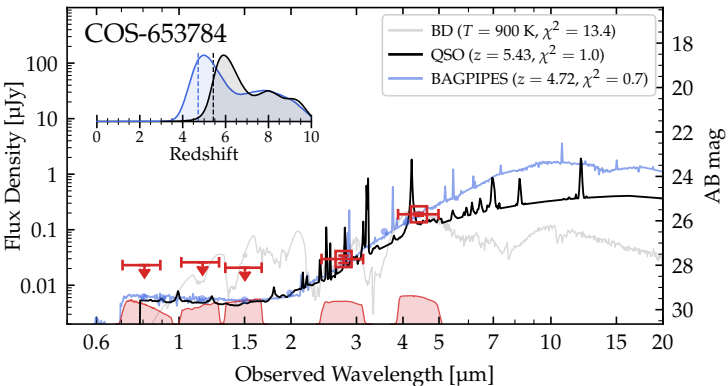 COS-653784
BD (T = 900 K, χ² = 13.4)
QSO (z = 5.43, χ² = 1.0)
BAGPIPES (z = 4.72, χ² = 0.7)
0 2 4 6 8 10
Redshift
100
10
1
0.1
0.01
Flux Density [µJy]
18
20
22
24
26
28
30
AB mag
0.6 1 1.5 2 3 4 5 7 10 15 20
Observed Wavelength [µm]